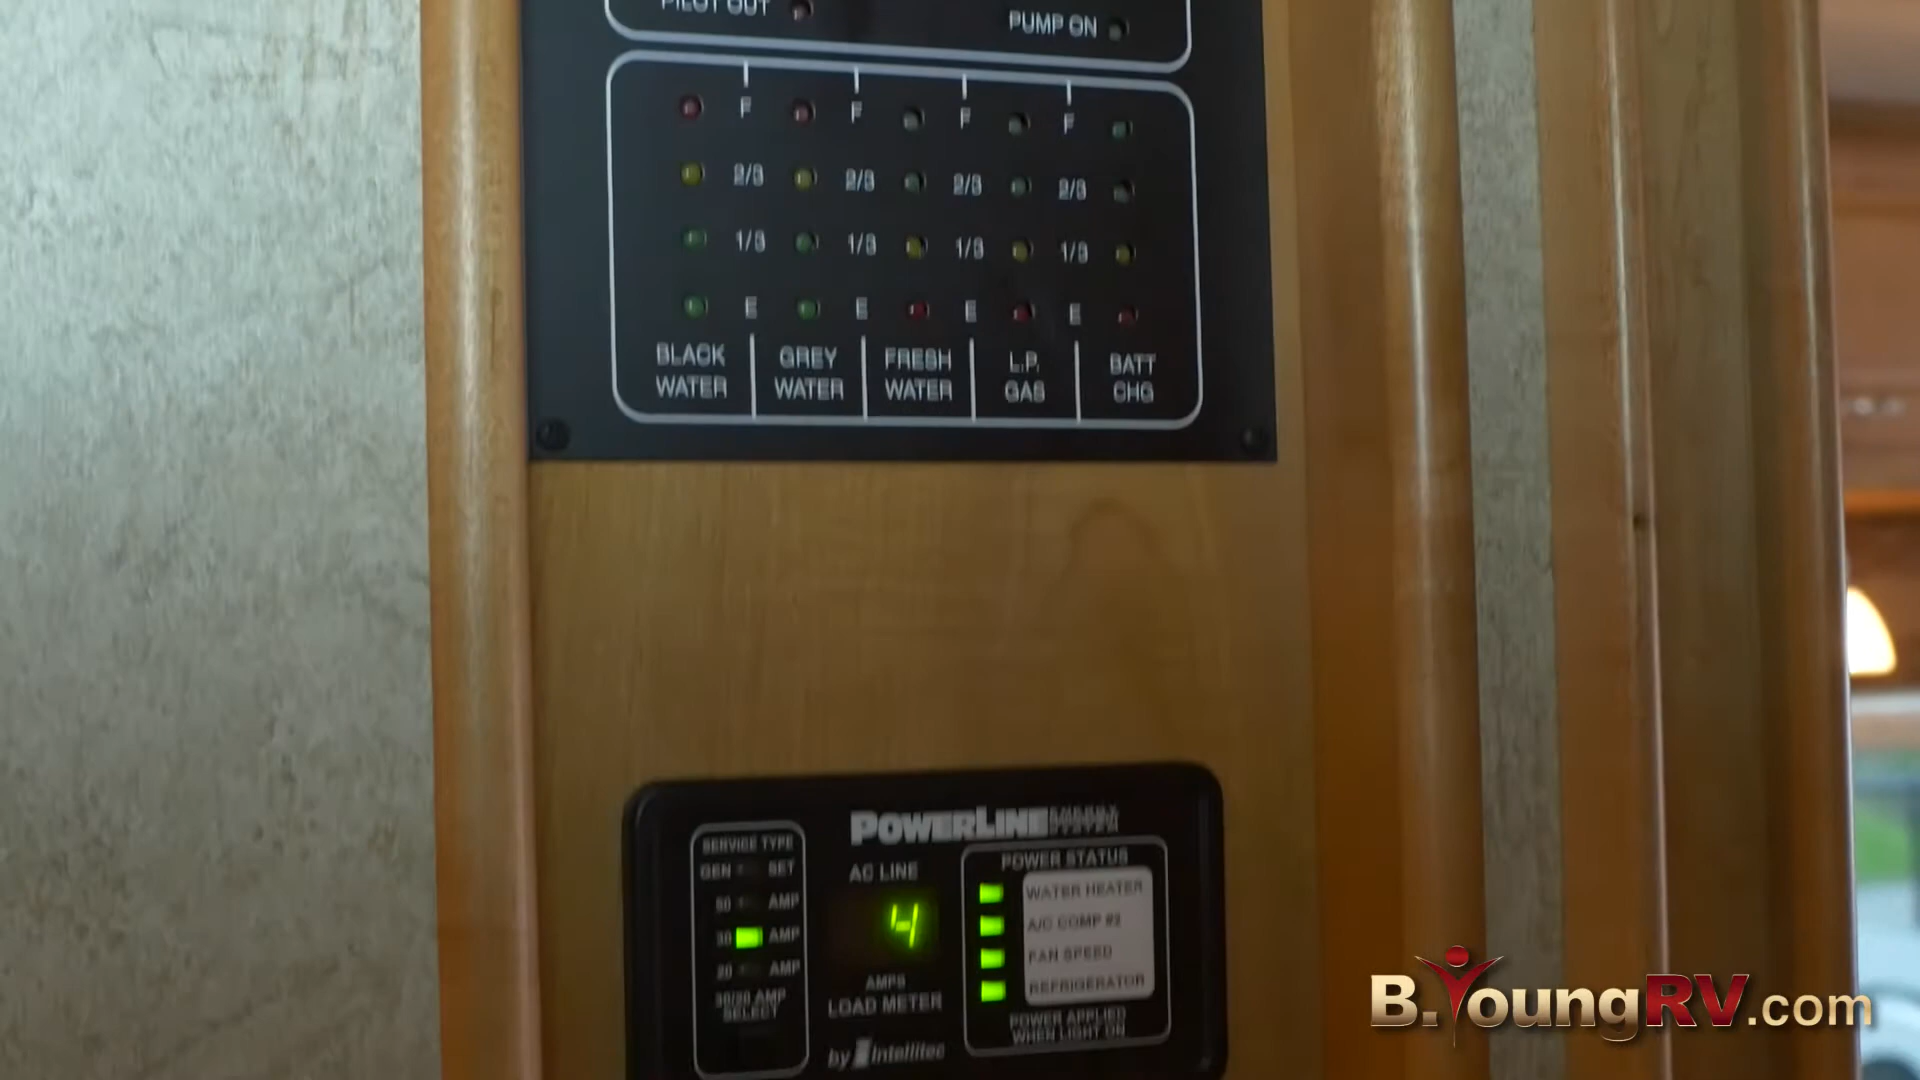 PILOT OUT
PUMP ON
F F F F
2/3 2/3 2/3 2/3
1/3 1/3 1/3 1/3
E E E E
BLACK WATER
GREY WATER
FRESH WATER
L.P. GAS
BATT CHG
POWERLINE ENERGY SYSTEM
SERVICE TYPE
GEN SET
50 AMP
30 AMP
20 AMP
30/20 AMP
SELECT
AC LINE
4
AMPS
LOAD METER
by Intellitec
POWER STATUS
WATER HEATER
A/C COMP #2
FAN SPEED
REFRIGERATOR
POWER APPLIED
WHEN LIGHT ON
B.YoungRV.com